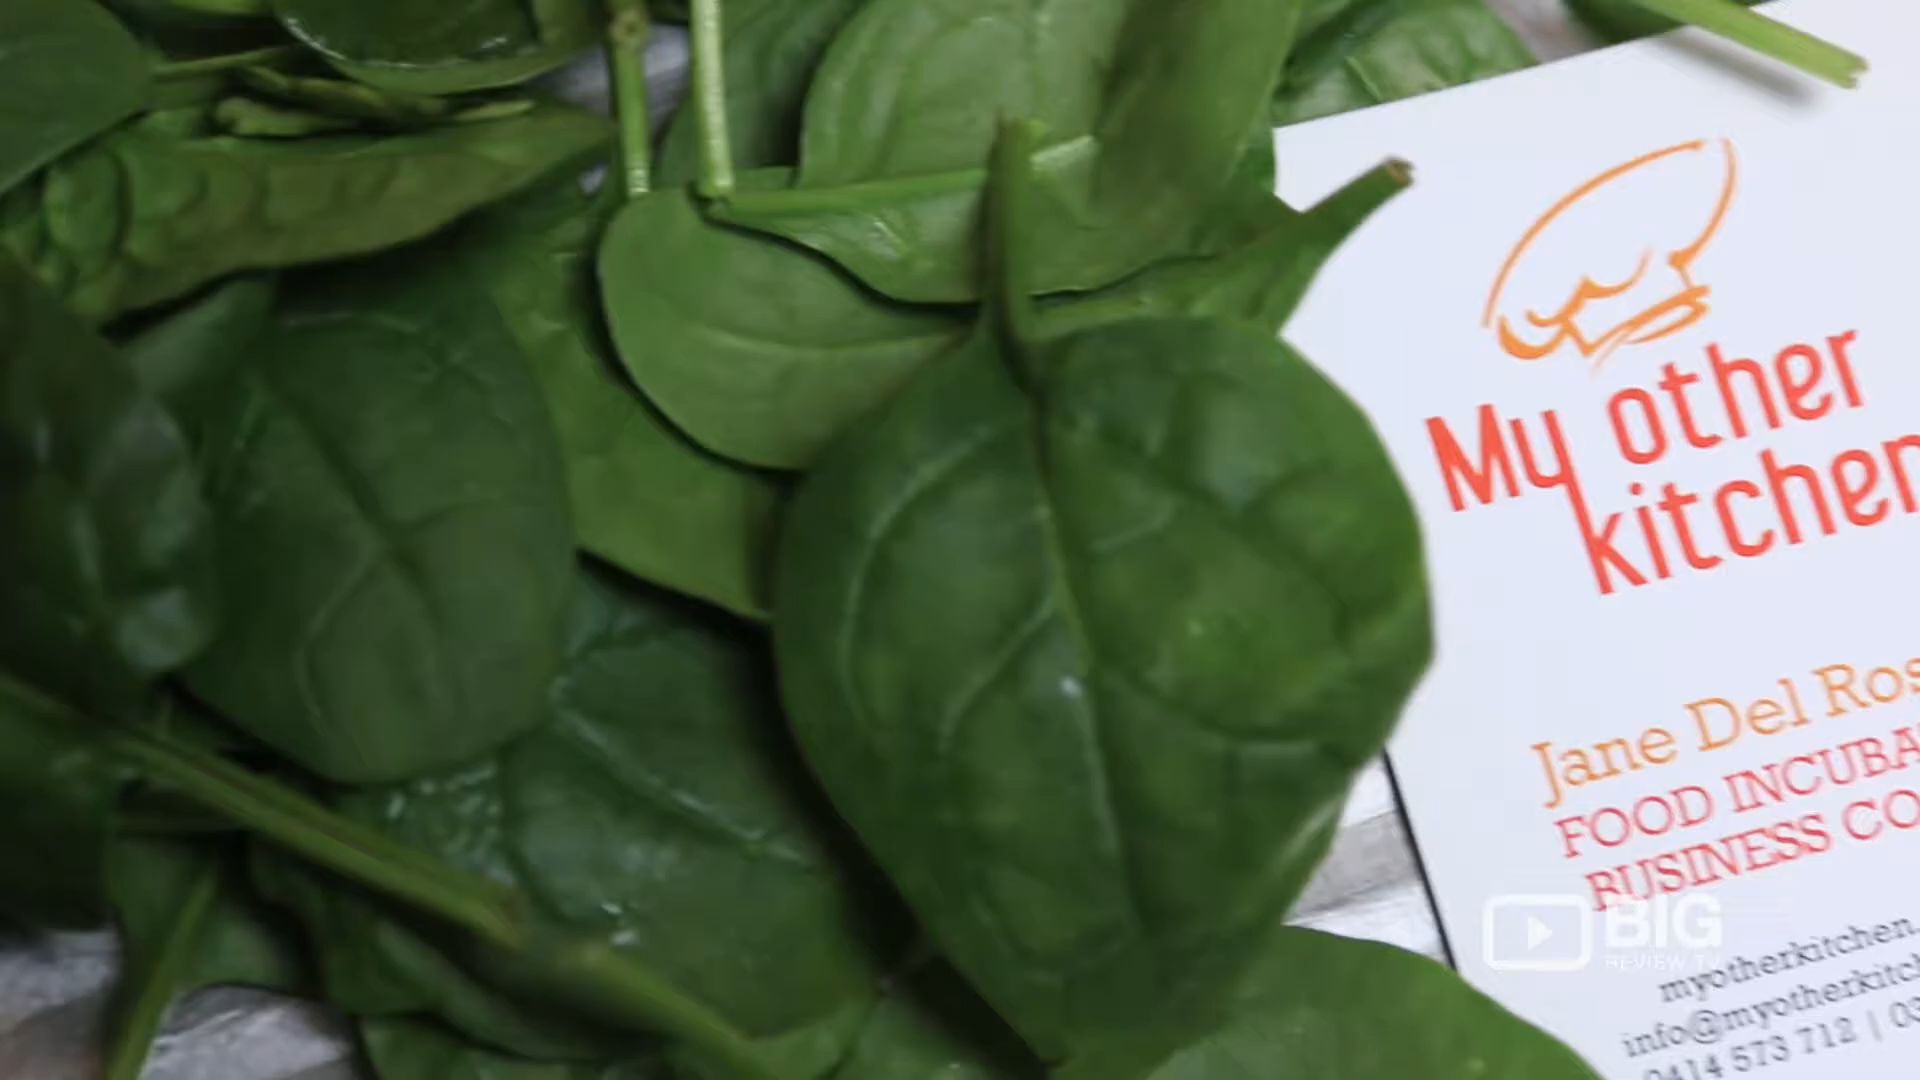 My other
kitchen
Jane Del Ros
FOOD INCUBA
BUSINESS CO
myotherkitchen.
info@myotherkitch
0414 573 712 | 03
BIG
REVIEW TV